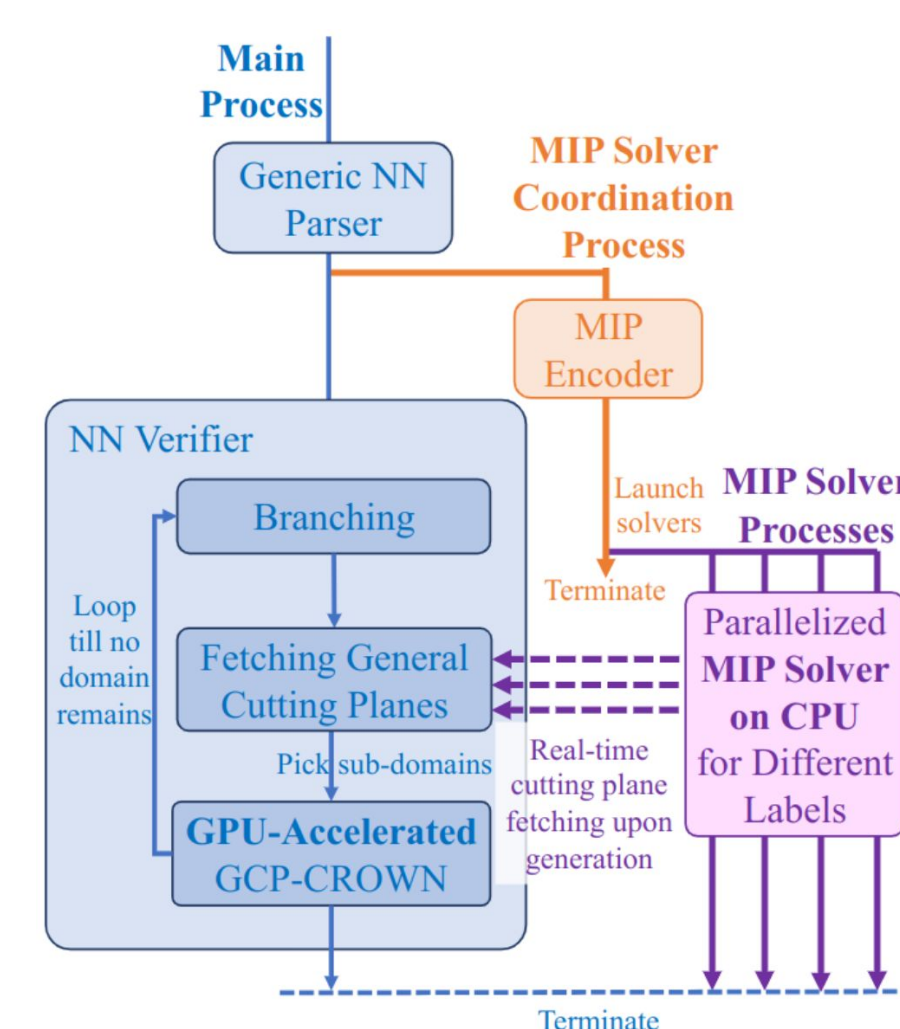 Main
Process
Generic NN
Parser
MIP Solver
Coordination
Process
MIP
Encoder
NN Verifier
Branching
Launch
solvers
MIP Solver
Processes
Terminate
Loop
till no
domain
remains
Fetching General
Cutting Planes
Parallelized
MIP Solver
on CPU
for Different
Labels
Pick sub-domains
Real-time
cutting plane
fetching upon
generation
GPU-Accelerated
GCP-CROWN
Terminate